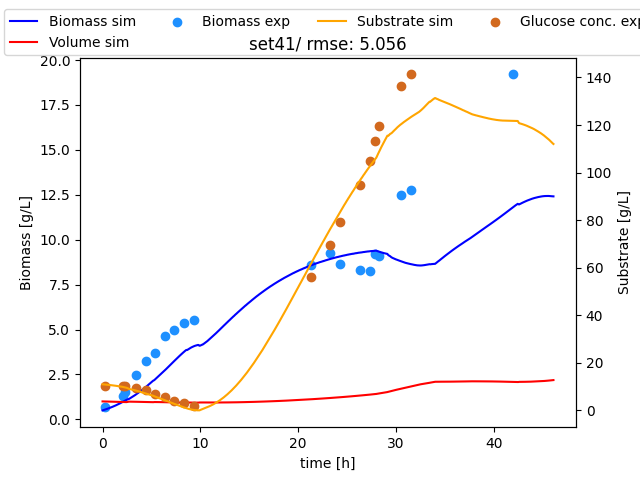 Biomass sim Biomass exp Substrate sim Glucose conc. exp
Volume sim
set41/ rmse: 5.056
20.0 17.5 15.0 12.5 10.0 7.5 5.0 2.5 0.0
Biomass [g/L]
140 120 100 80 60 40 20 0
Substrate [g/L]
0 10 20 30 40
time [h]